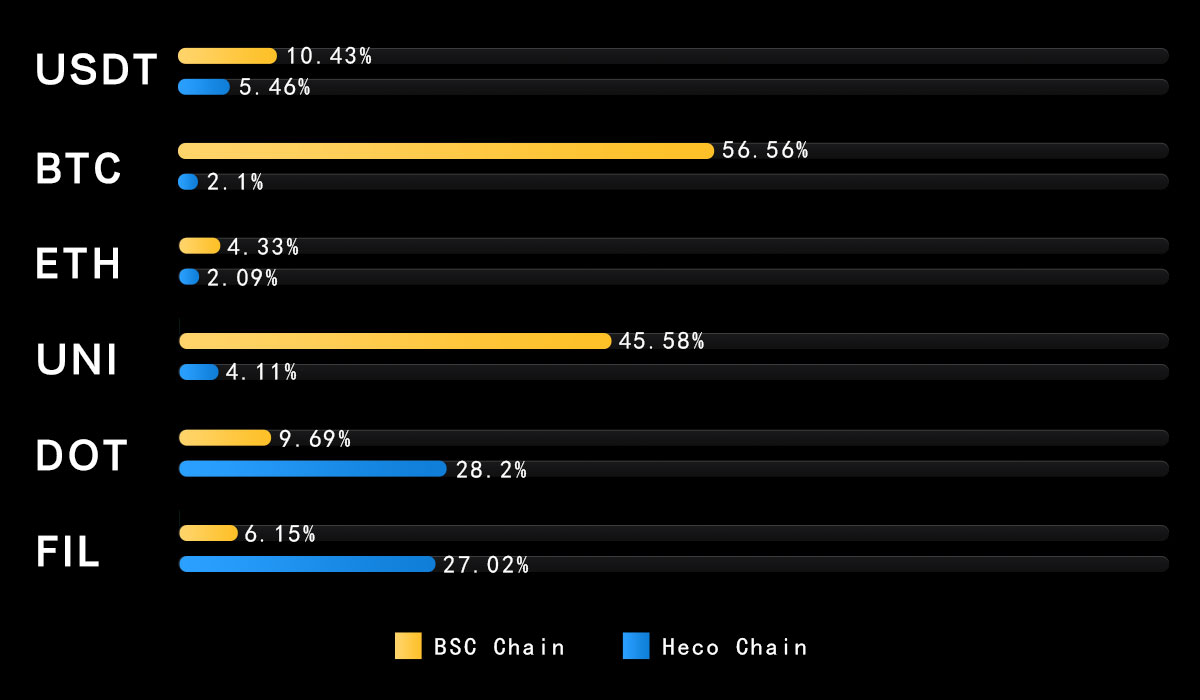 USDT
10.43%
5.46%
BTC
56.56%
2.1%
ETH
4.33%
2.09%
UNI
45.58%
4.11%
DOT
9.69%
28.2%
FIL
6.15%
27.02%
BSC Chain Heco Chain